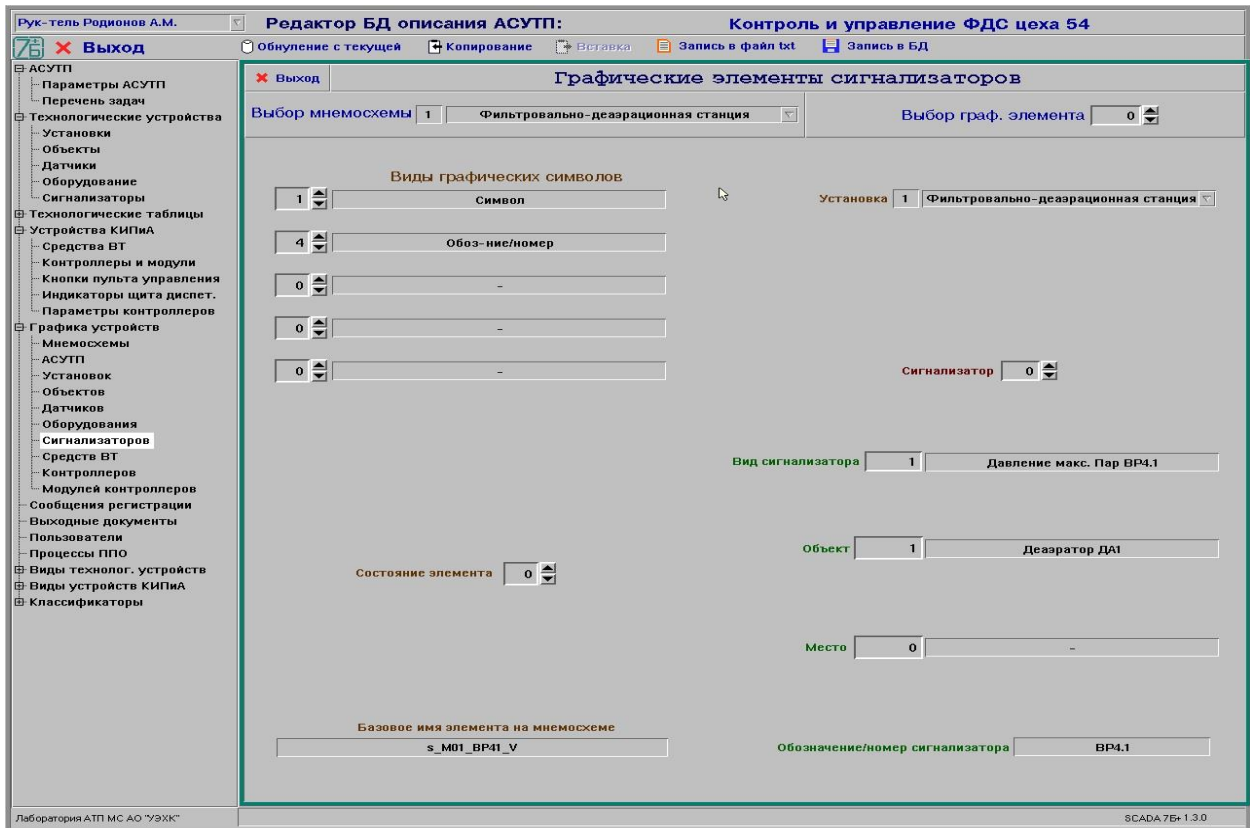 Рук-тель Родионов А.М. Редактор БД описания АСУТП: Контроль и управление ФДС цеха 54
7Б Выход Обнуление с текущей Копирование Вставка Запись в файл txt Запись в БД
АСУТП
Параметры АСУТП
Перечень задач
Технологические устройства
Установки
Объекты
Датчики
Оборудование
Сигнализаторы
Технологические таблицы
Устройства КИПиА
Средства ВТ
Контроллеры и модули
Кнопки пульта управления
Индикаторы щита диспет.
Параметры контроллеров
Графика устройств
Мнемосхемы
АСУТП
Установок
Объектов
Датчиков
Оборудования
Сигнализаторов
Средств ВТ
Контроллеров
Модулей контроллеров
Сообщения регистрации
Выходные документы
Пользователи
Процессы ППО
Виды технолог. устройств
Виды устройств КИПиА
Классификаторы
Выход Графические элементы сигнализаторов
Выбор мнемосхемы 1 Фильтровально-деаэрационная станция Выбор граф. элемента 0
Виды графических символов
1 Символ Установка 1 Фильтровально-деаэрационная станция
4 Обоз-ние/номер
0 -
0 -
0 - Сигнализатор 0
Вид сигнализатора 1 Давление макс. Пар ВР4.1
Объект 1 Деаэратор ДА1
Состояние элемента 0
Место 0 -
Базовое имя элемента на мнемосхеме
s_M01_BP41_V Обозначение/номер сигнализатора ВР4.1
Лаборатория АТП МС АО "УЭХК" SCADA 7Б+ 1.3.0